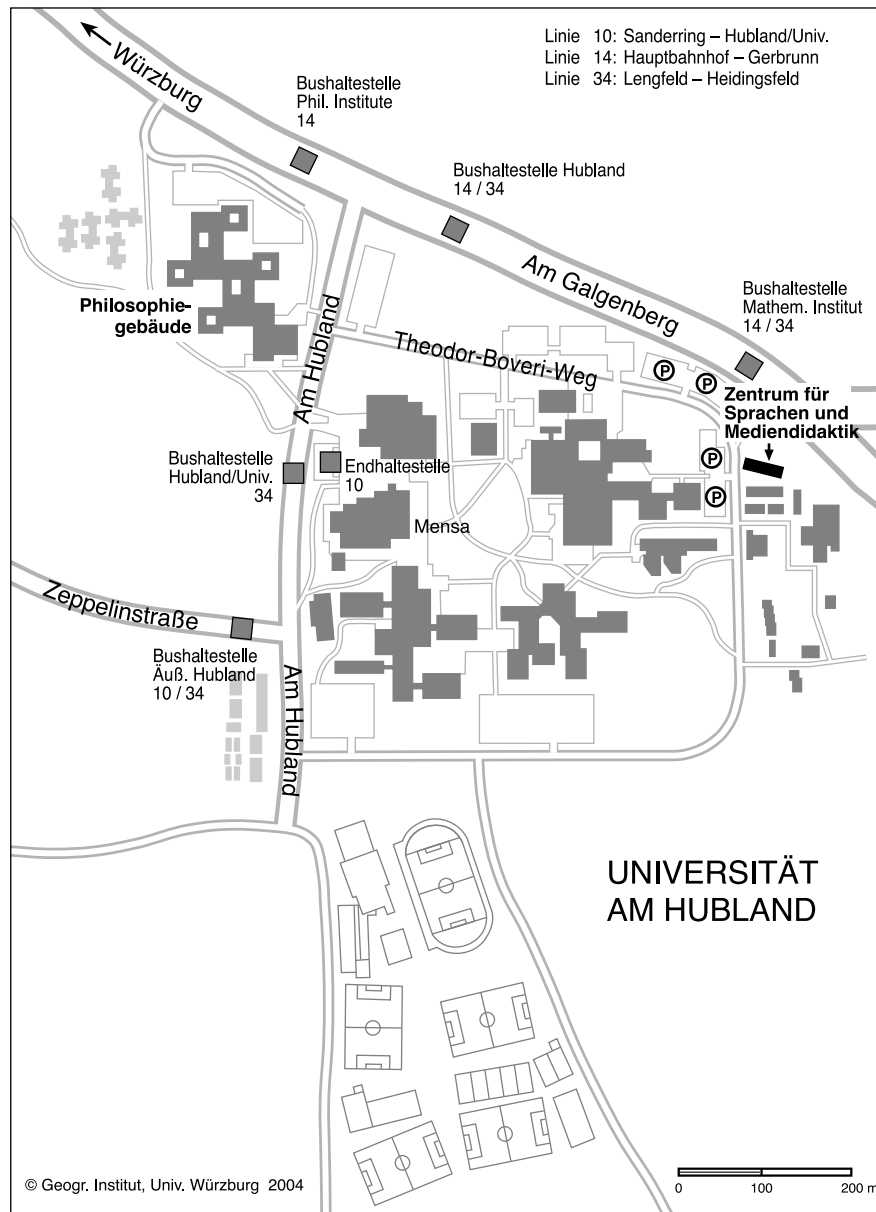 Linie 10: Sanderring – Hubland/Univ.
Linie 14: Hauptbahnhof – Gerbrunn
Linie 34: Lengfeld – Heidingsfeld
Würzburg
Bushaltestelle
Phil. Institute
14
Bushaltestelle Hubland
14 / 34
Am Galgenberg
Bushaltestelle
Mathem. Institut
14 / 34
Philosophie-
gebäude
Am Hubland
Theodor-Boveri-Weg
P
P
Zentrum für
Sprachen und
Mediendidaktik
P
P
Bushaltestelle
Hubland/Univ.
34
Endhaltestelle
10
Mensa
Zeppelinstraße
Bushaltestelle
Äuß. Hubland
10 / 34
Am Hubland
UNIVERSITÄT
AM HUBLAND
© Geogr. Institut, Univ. Würzburg 2004
0 100 200 m